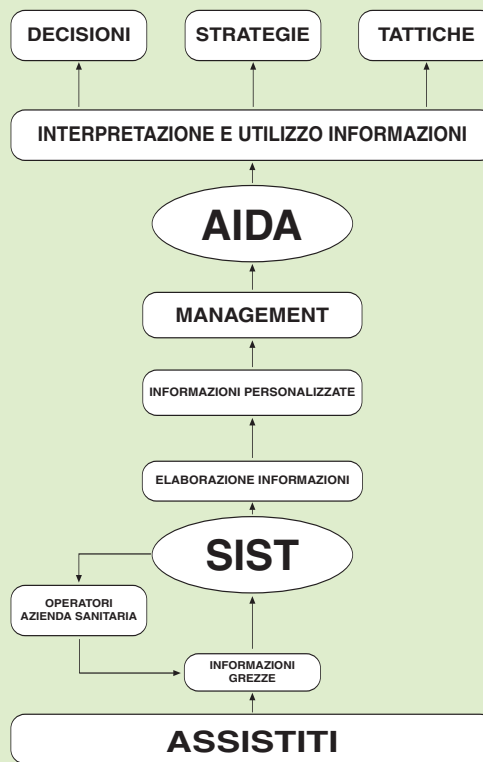 DECISIONI
STRATEGIE
TATTICHE
INTERPRETAZIONE E UTILIZZO INFORMAZIONI
AIDA
MANAGEMENT
INFORMAZIONI PERSONALIZZATE
ELABORAZIONE INFORMAZIONI
SIST
OPERATORI
AZIENDA SANITARIA
INFORMAZIONI
GREZZE
ASSISTITI